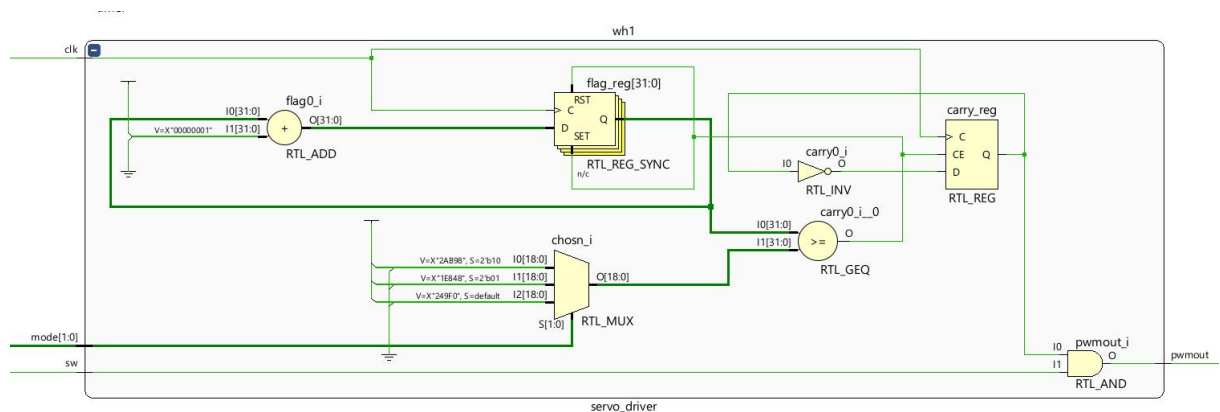 wh1
clk
flag_reg[31:0]
flag0_i
RST
I0[31:0]
O[31:0]
C
Q
V=X"00000001"
I1[31:0]
+
D
SET
RTL_ADD
RTL_REG_SYNC
n/c
carry_reg
C
carry0_i
CE
Q
I0
O
D
RTL_INV
RTL_REG
carry0_i__0
I0[31:0]
O
I1[31:0]
>=
RTL_GEQ
chosn_i
V=X"2AB98", S=2'b10
I0[18:0]
O[18:0]
V=X"1E848", S=2'b01
I1[18:0]
V=X"249F0", S=default
I2[18:0]
S[1:0]
RTL_MUX
mode[1:0]
sw
pwmout_i
I0
O
I1
pwmout
RTL_AND
servo_driver